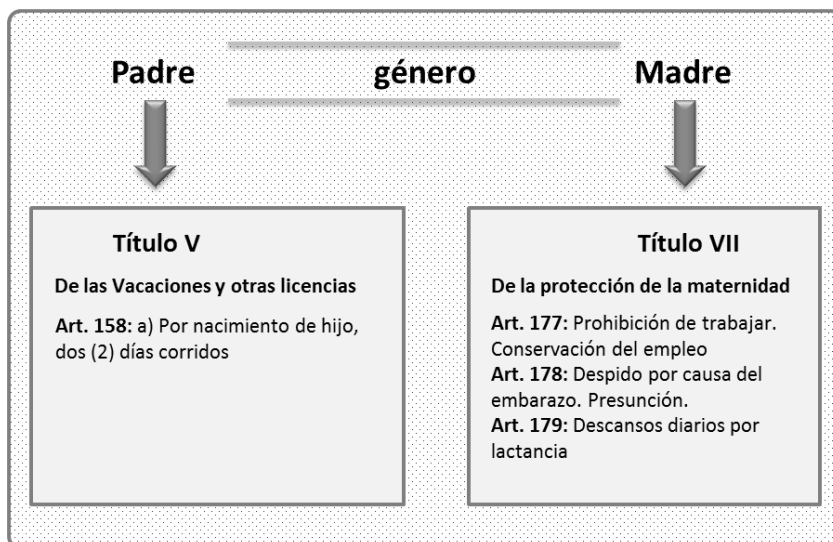 Padre género Madre
Título V
De las Vacaciones y otras licencias
Art. 158: a) Por nacimiento de hijo,
dos (2) días corridos
Título VII
De la protección de la maternidad
Art. 177: Prohibición de trabajar.
Conservación del empleo
Art. 178: Despido por causa del
embarazo. Presunción.
Art. 179: Descansos diarios por
lactancia